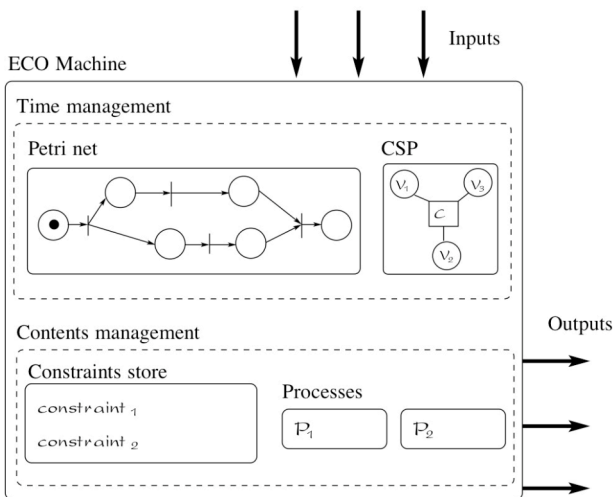 Inputs
ECO Machine
Time management
Petri net
CSP
V₁
V₃
C
V₂
Outputs
Contents management
Constraints store
constraint ₁
constraint ₂
Processes
P₁
P₂